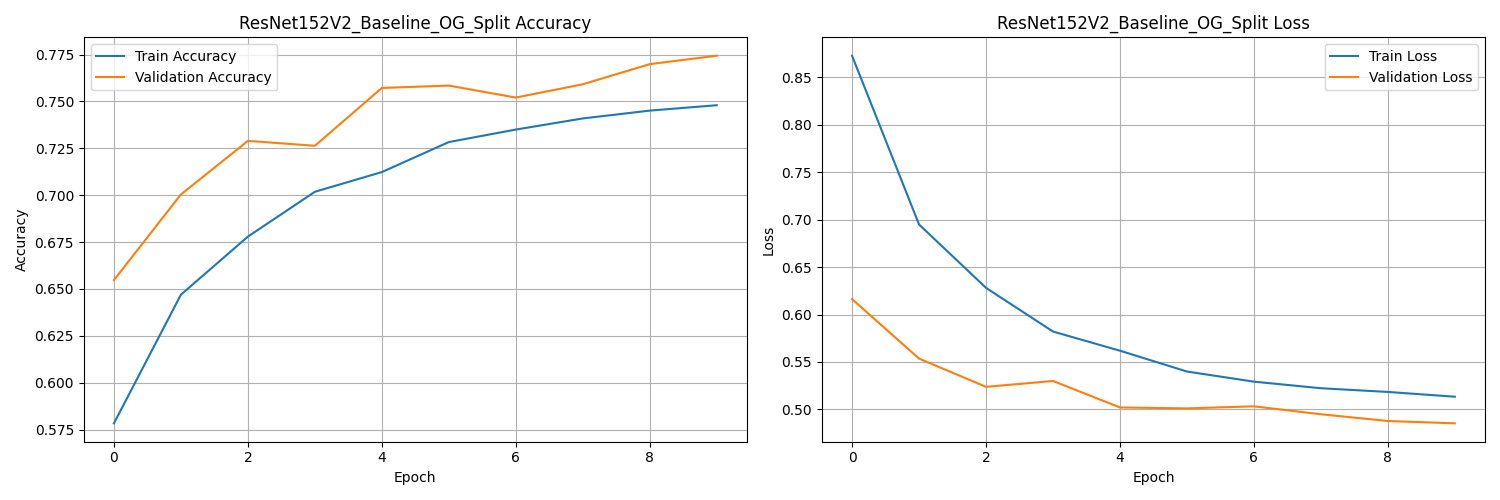 ResNet152V2_Baseline_OG_Split Accuracy
Train Accuracy
Validation Accuracy
0.775
0.750
0.725
0.700
0.675
0.650
0.625
0.600
0.575
Accuracy
0 2 4 6 8
Epoch
ResNet152V2_Baseline_OG_Split Loss
Train Loss
Validation Loss
0.85
0.80
0.75
0.70
0.65
0.60
0.55
0.50
Loss
0 2 4 6 8
Epoch